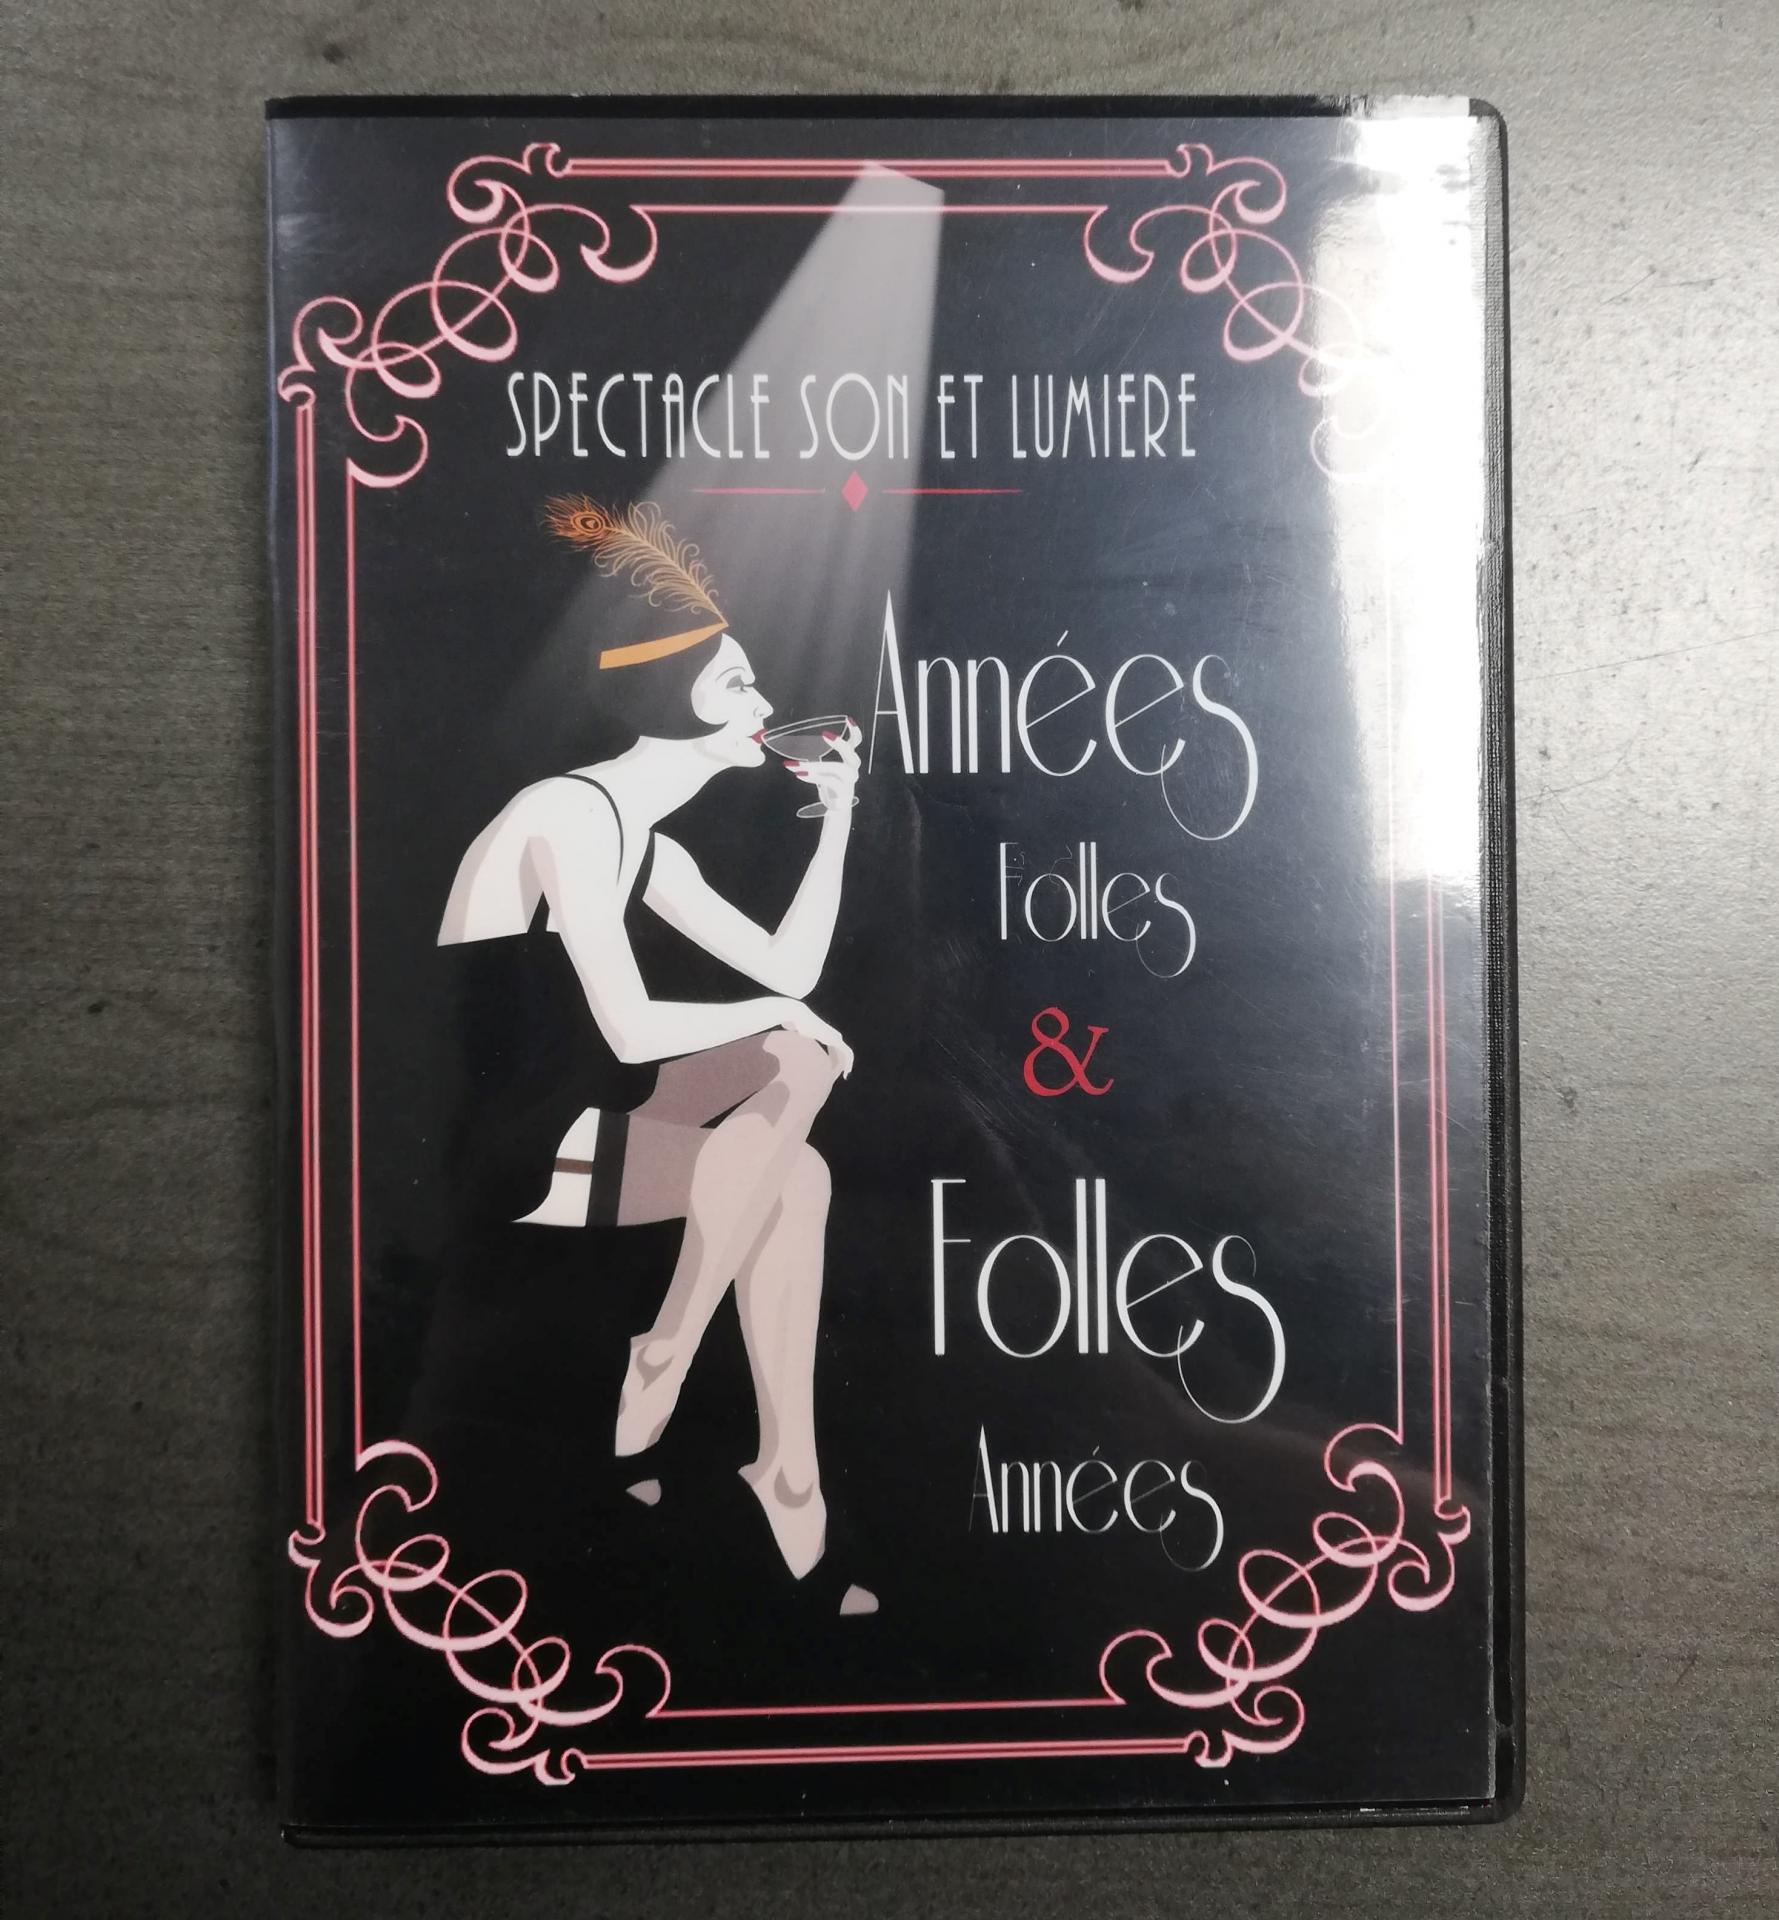 SPECTACLE SON ET LUMIERE
Années
Folles
&
Folles
Années